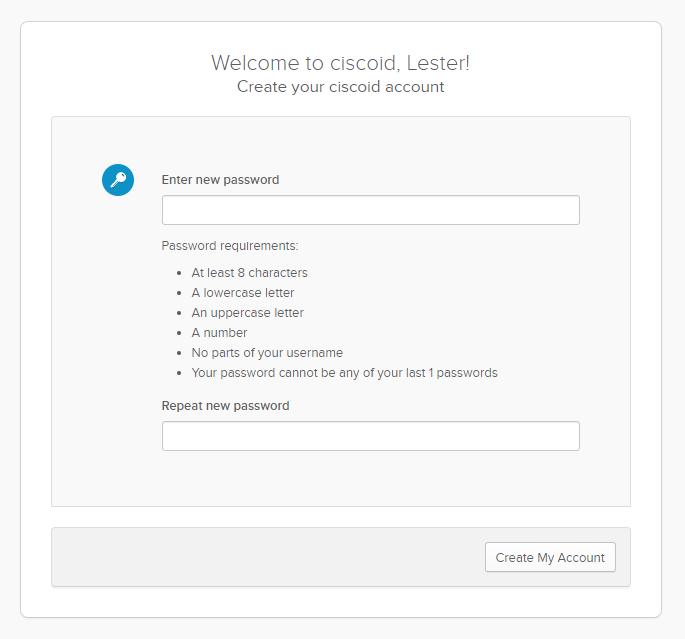 Welcome to ciscoid, Lester!
Create your ciscoid account
Enter new password
Password requirements:
• At least 8 characters
• A lowercase letter
• An uppercase letter
• A number
• No parts of your username
• Your password cannot be any of your last 1 passwords
Repeat new password
Create My Account